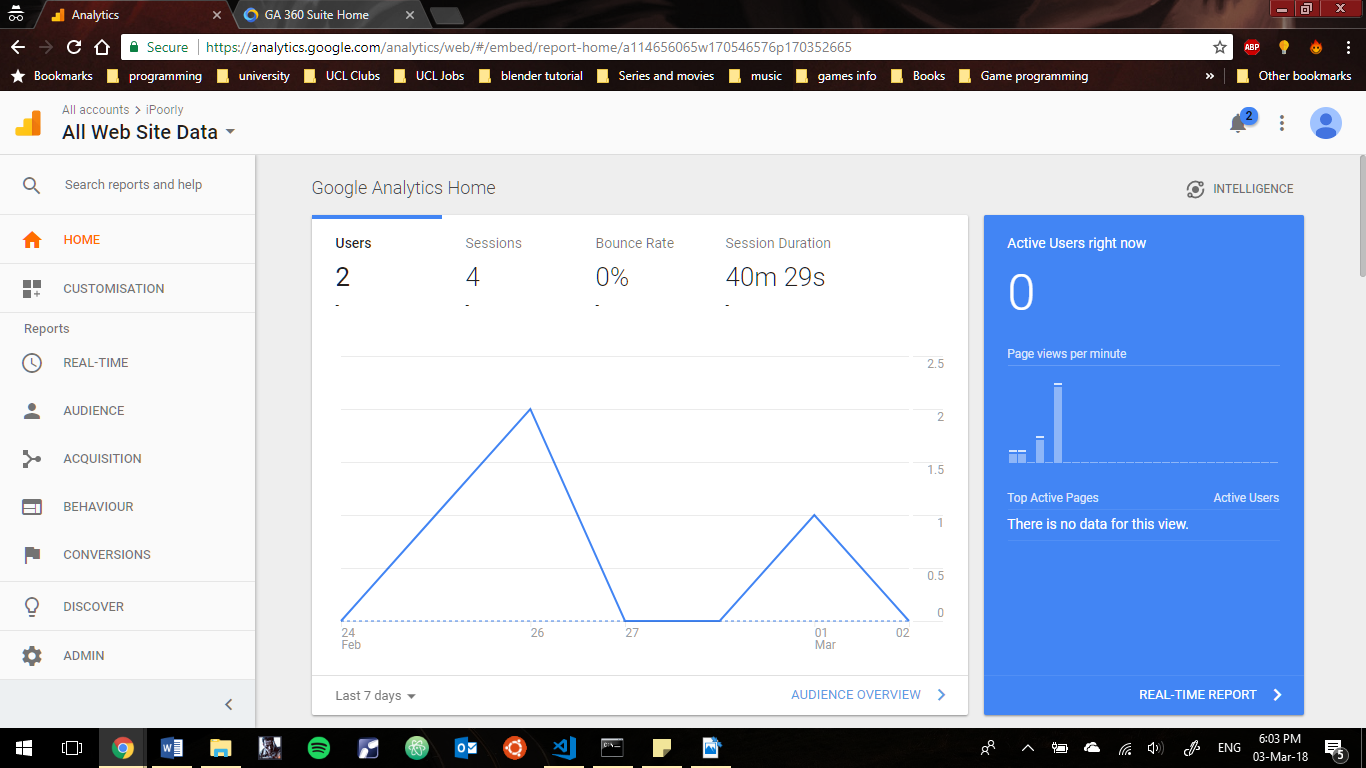 Analytics
GA 360 Suite Home
Secure
https://analytics.google.com/analytics/web/#/embed/report-home/a114656065w170546576p170352665
ABP
Bookmarks programming university UCL Clubs UCL Jobs blender tutorial Series and movies music games info Books Game programming » Other bookmarks
All accounts > iPoorly
All Web Site Data
2
Search reports and help
HOME
CUSTOMISATION
Reports
REAL-TIME
AUDIENCE
ACQUISITION
BEHAVIOUR
CONVERSIONS
DISCOVER
ADMIN
Google Analytics Home
INTELLIGENCE
Users Sessions Bounce Rate Session Duration
2 4 0% 40m 29s
- - - -
2.5
2
1.5
1
0.5
0
24 26 27 01 02
Feb Mar
Last 7 days
AUDIENCE OVERVIEW
Active Users right now
0
Page views per minute
Top Active Pages Active Users
There is no data for this view.
REAL-TIME REPORT
ENG
6:03 PM
03-Mar-18
5